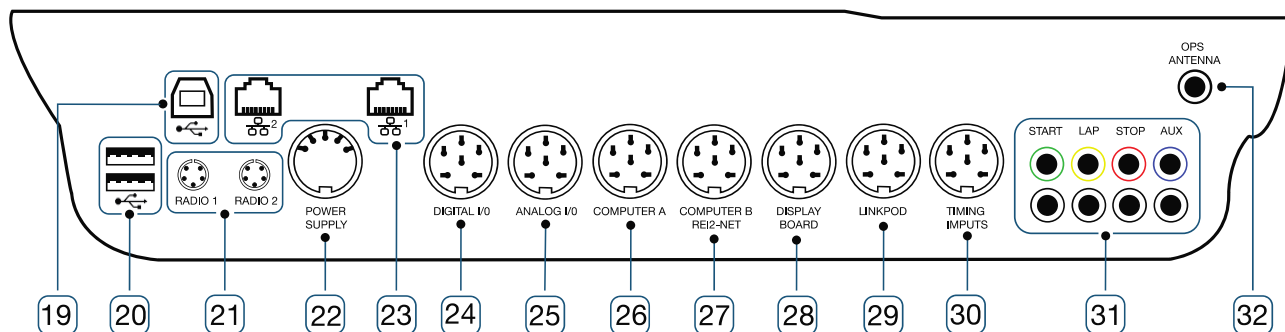 OPS
ANTENNA
START LAP STOP AUX
2
1
RADIO 1 RADIO 2
POWER
SUPPLY
DIGITAL I/0
ANALOG I/0
COMPUTER A
COMPUTER B
REI2-NET
DISPLAY
BOARD
LINKPOD
TIMING
IMPUTS
19 20 21 22 23 24 25 26 27 28 29 30 31 32